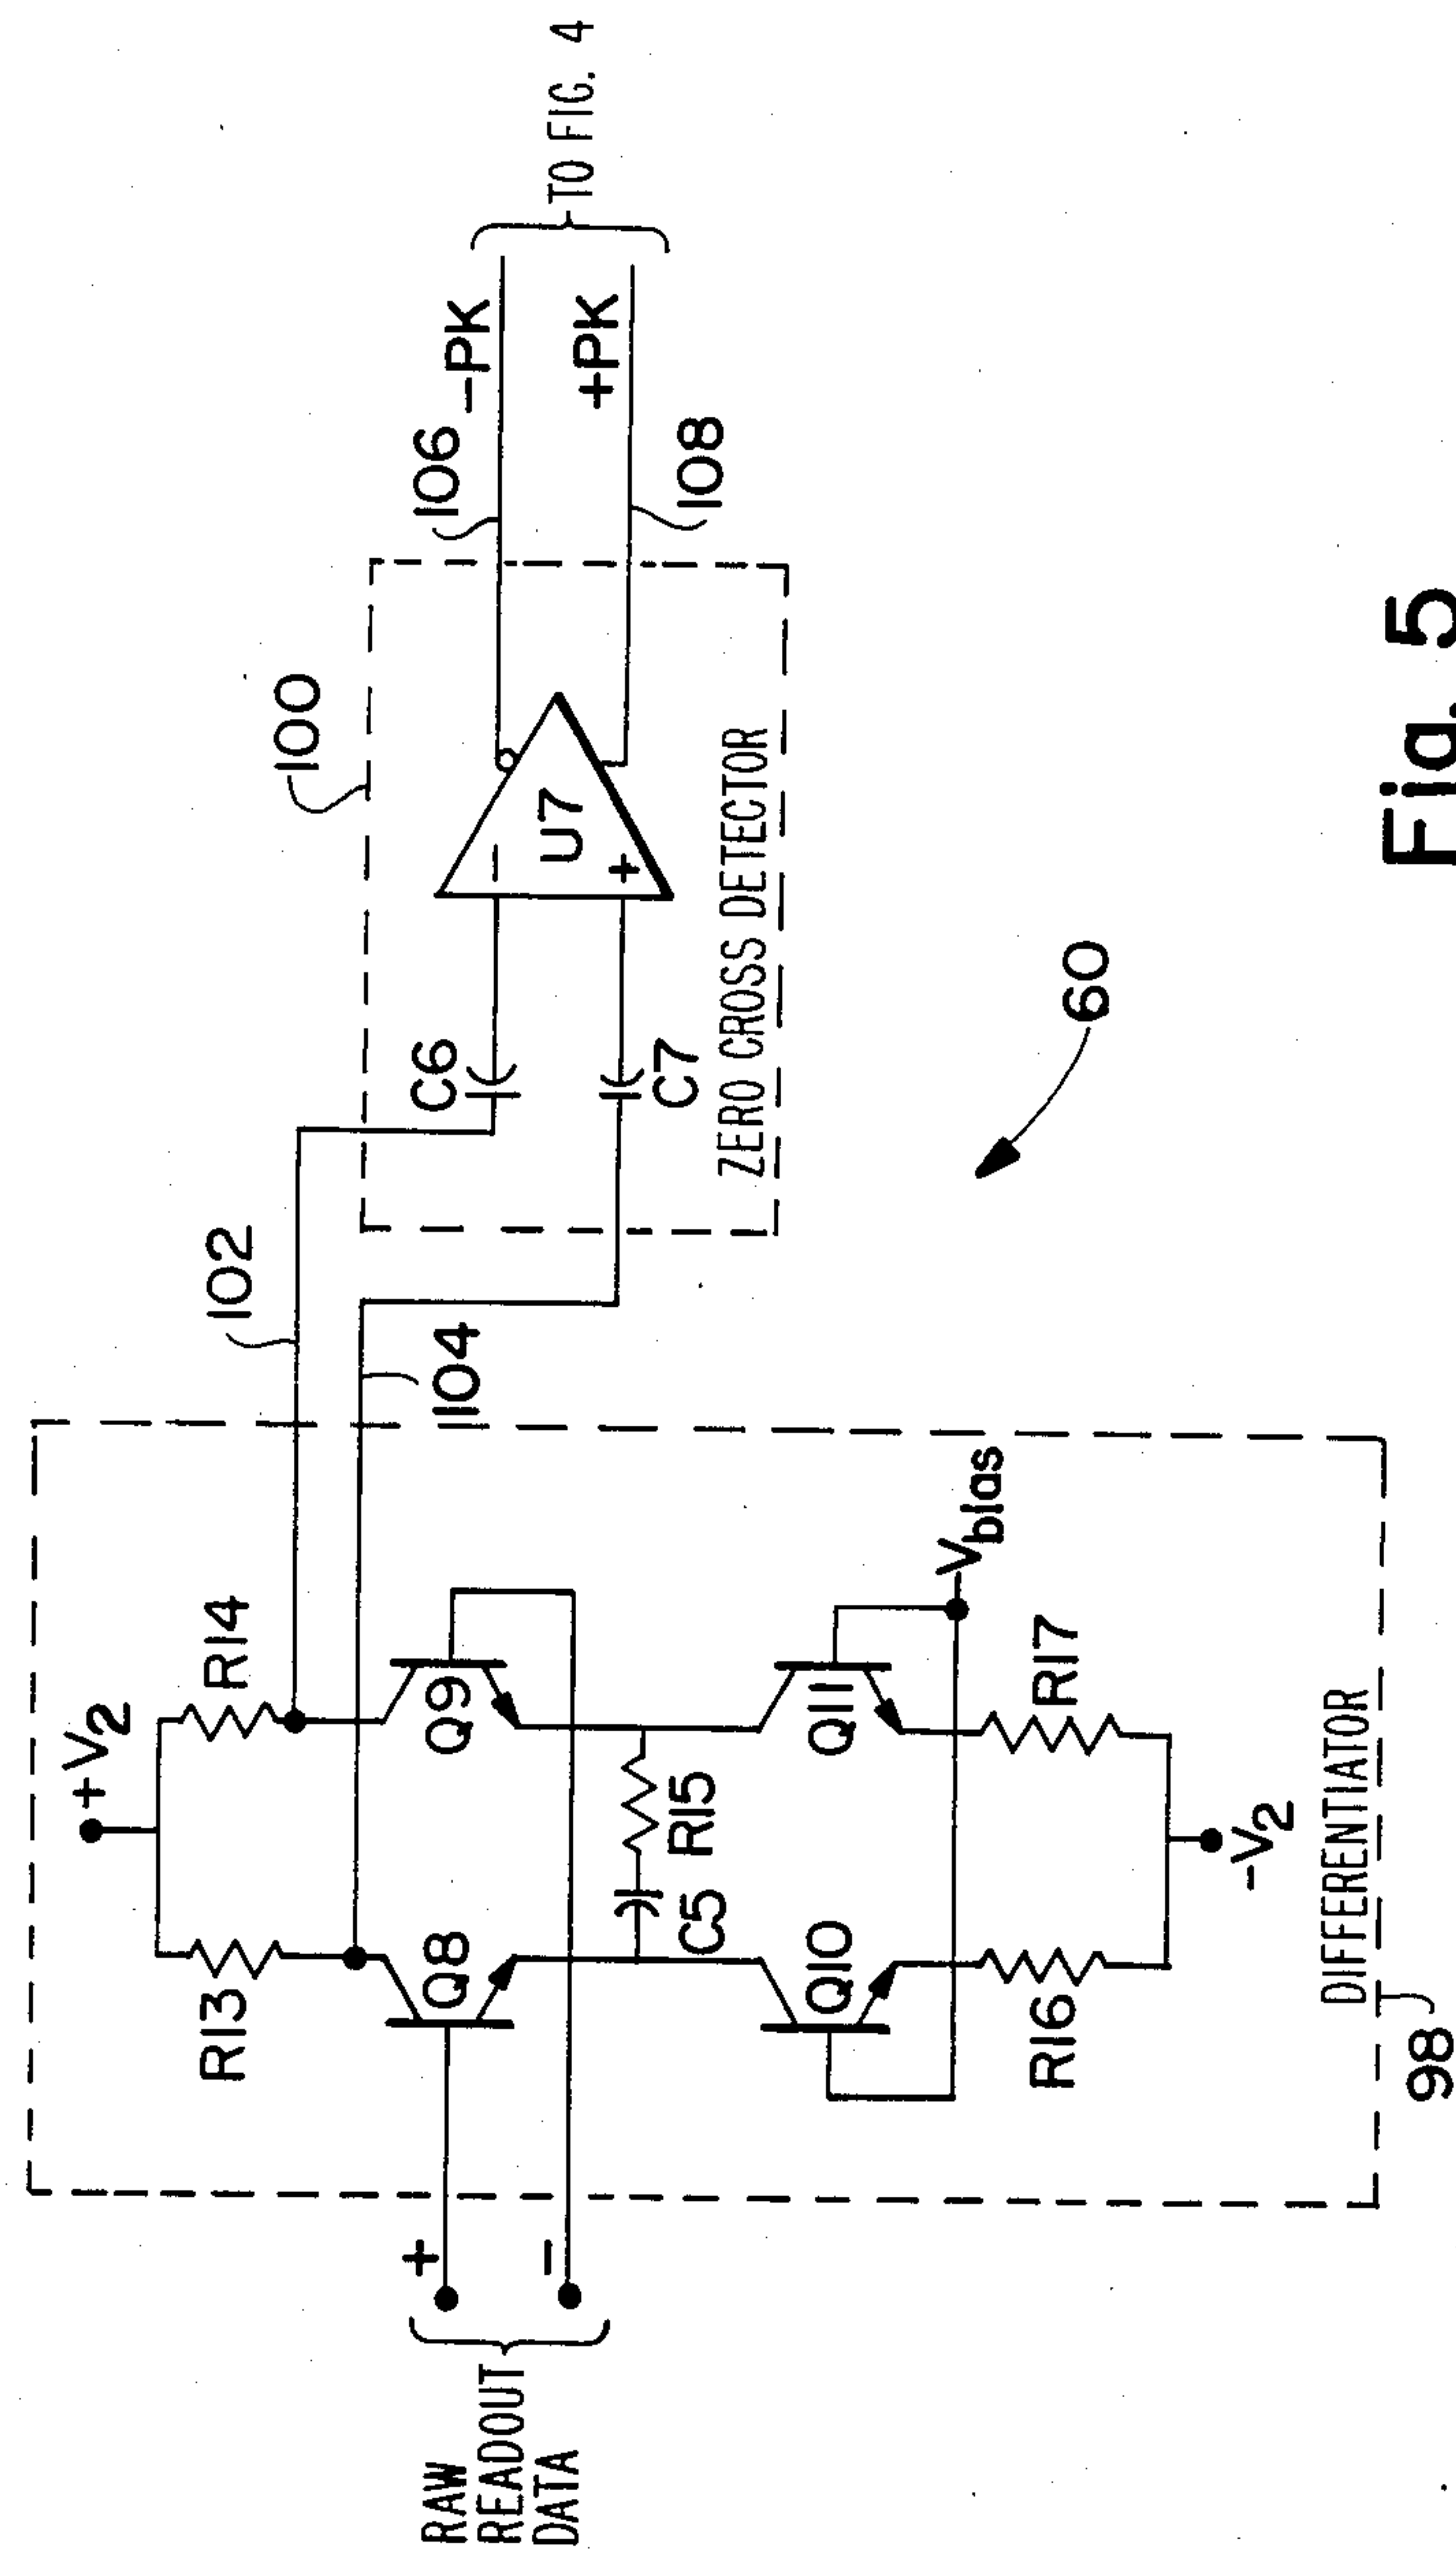 RAW
READOUT
DATA
+
−
+V2
R13
R14
Q8
Q9
C5
R15
Q10
Q11
Vbias
R16
R17
−V2
DIFFERENTIATOR
98
102
104
100
C6
C7
−
+
U7
ZERO CROSS DETECTOR
106
−PK
+PK
108
TO FIG. 4
60
Fig. 5